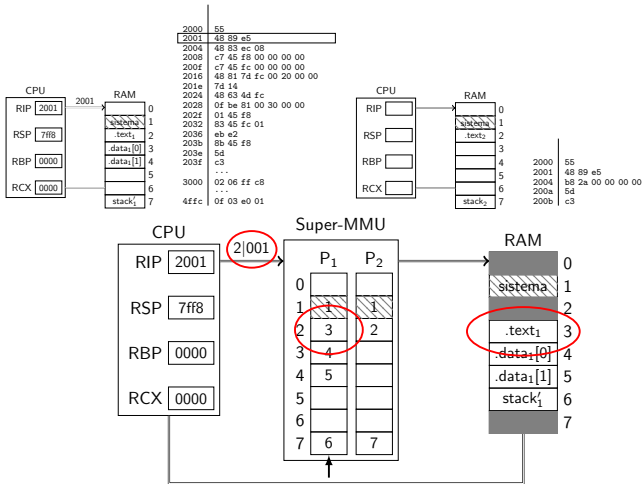 2000 55
2001 48 89 e5
2004 48 83 ec 08
2008 c7 45 f8 00 00 00 00
200f c7 45 fc 00 00 00 00
2016 48 81 7d fc 00 20 00 00
201e 7d 14
2024 48 63 4d fc
2028 0f be 81 00 30 00 00
202f 01 45 f8
2032 83 45 fc 01
2036 eb e2
203b 8b 45 f8
203e 5d
203f c3
...
3000 02 06 ff c8
...
4ffc 0f 03 e0 01
CPU
RIP 2001
RSP 7ff8
RBP 0000
RCX 0000
2001
RAM
0
sistema 1
.text1 2
.data1[0] 3
.data1[1] 4
5
6
stack′1 7
CPU
RIP
RSP
RBP
RCX
RAM
0
sistema 1
.text2 2
3
4
5
6
stack2 7
2000 55
2001 48 89 e5
2004 b8 2a 00 00 00 00
200a 5d
200b c3
CPU
RIP 2001
RSP 7ff8
RBP 0000
RCX 0000
2|001
Super-MMU
P1 P2
0
1 1 1
2 3 2
3 4
4 5
5
6
7 6 7
RAM
0
sistema 1
2
.text1 3
.data1[0] 4
.data1[1] 5
stack′1 6
7